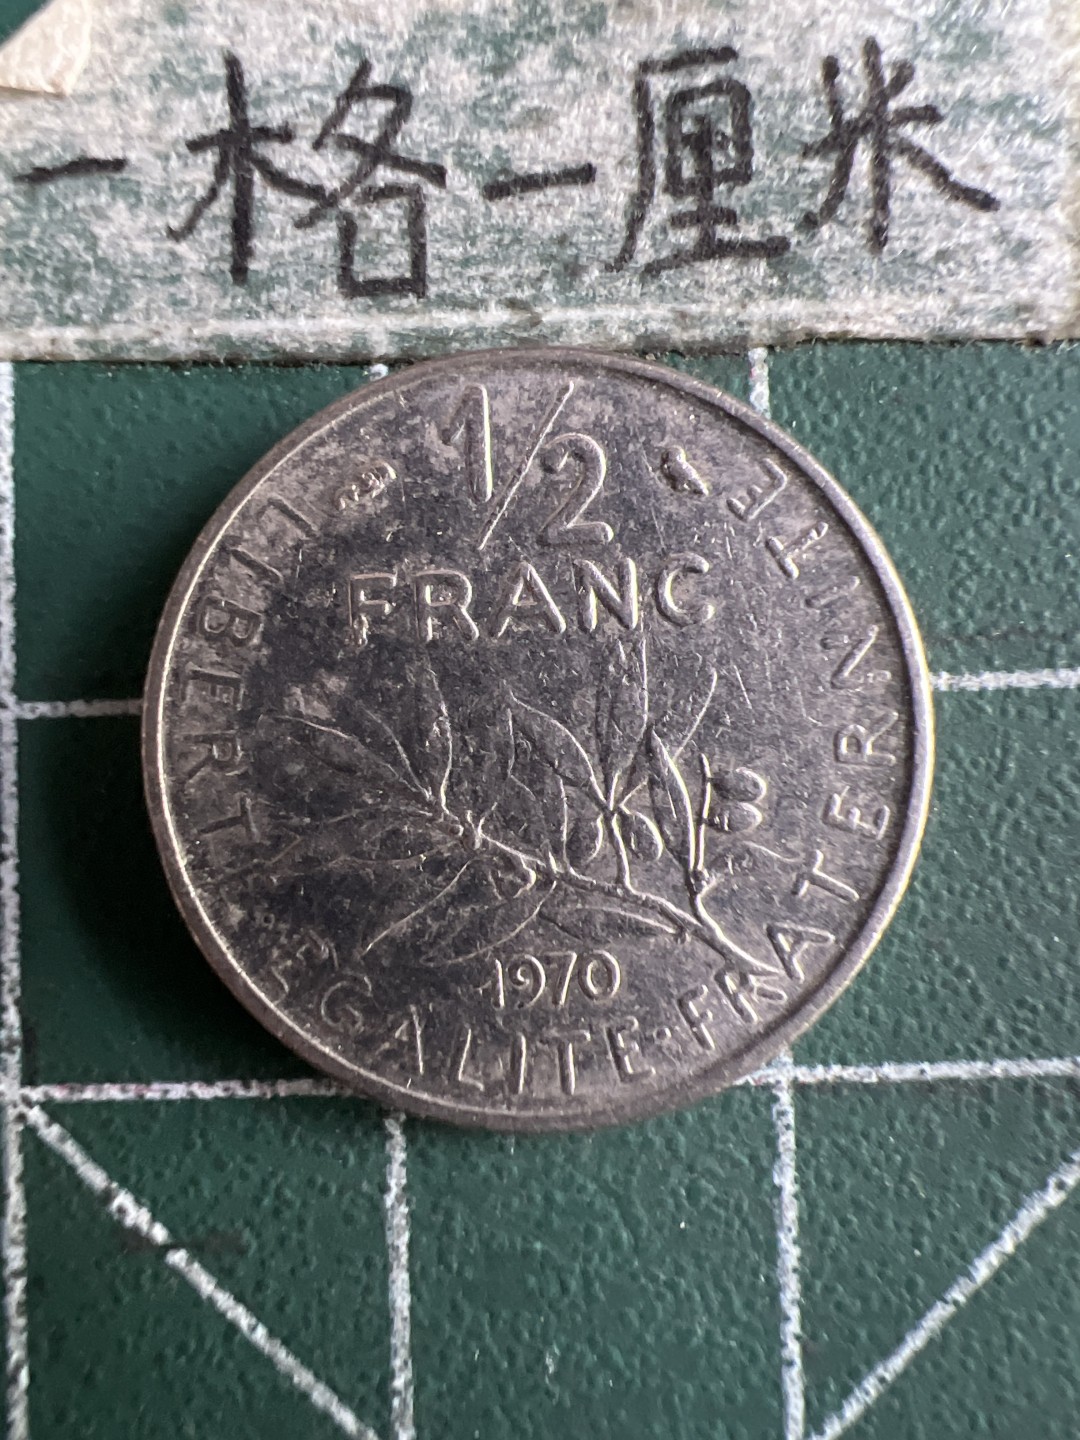 一格一厘米
1/2
FRANC
LIBERTE·EGALITE·FRATERNITE
1970